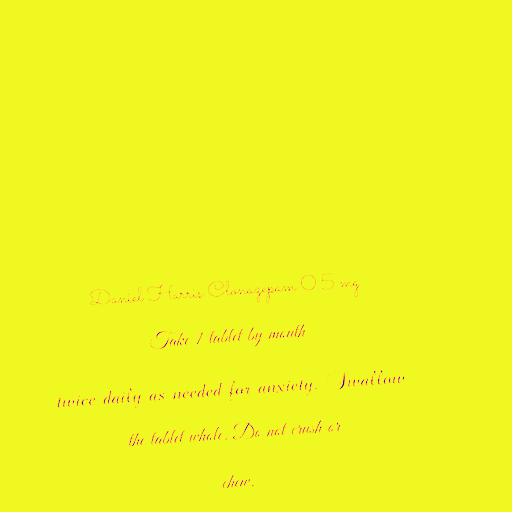 Daniel Harris Clonazepam 0.5 mg
Take 1 tablet by mouth
twice daily as needed for anxiety. Swallow
the tablet whole. Do not crush or
chew.